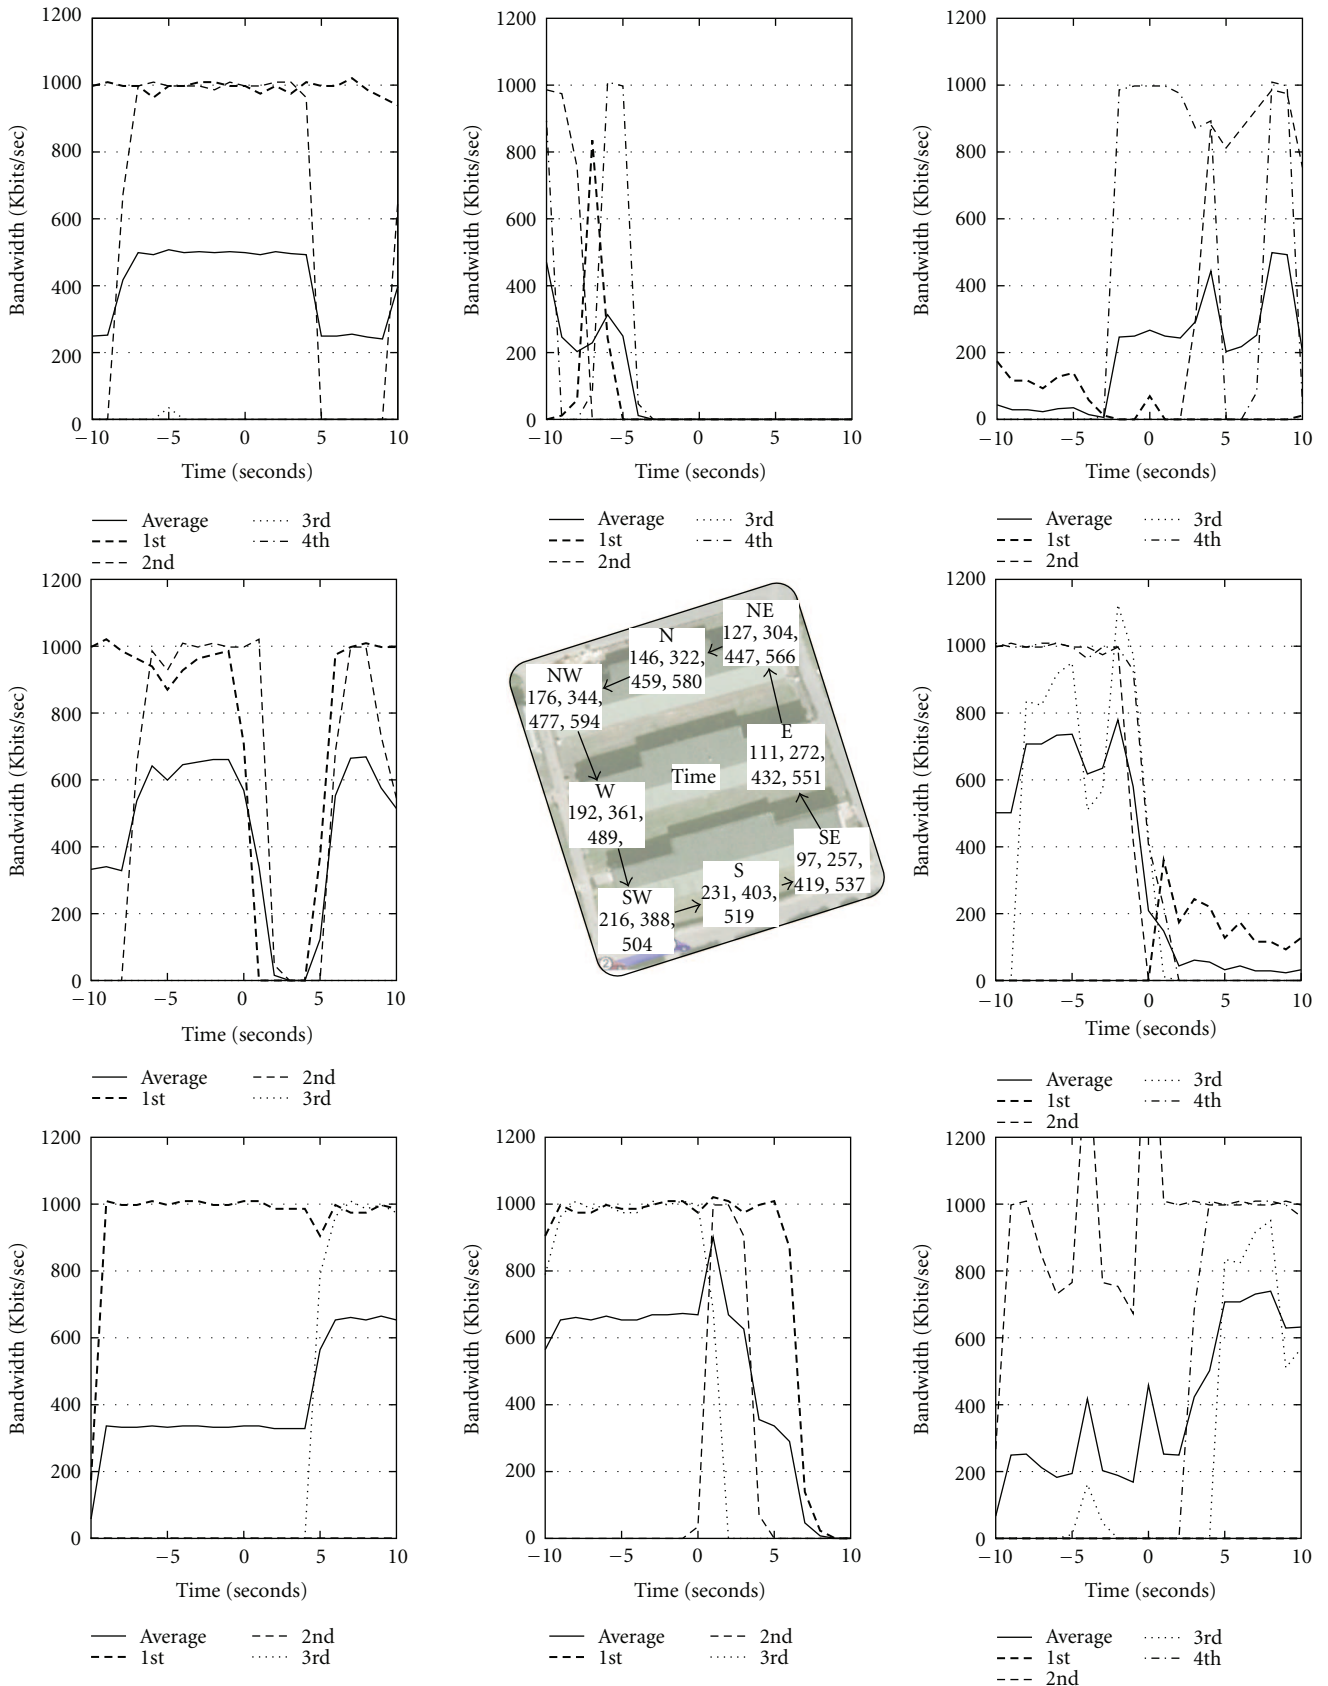 1200
1000
800
600
400
200
0
Bandwidth (Kbits/sec)
−10 −5 0 5 10
Time (seconds)
Average 3rd
1st 4th
2nd
1200
1000
800
600
400
200
0
Bandwidth (Kbits/sec)
−10 −5 0 5 10
Time (seconds)
Average 3rd
1st 4th
2nd
1200
1000
800
600
400
200
0
Bandwidth (Kbits/sec)
−10 −5 0 5 10
Time (seconds)
Average 3rd
1st 4th
2nd
1200
1000
800
600
400
200
0
Bandwidth (Kbits/sec)
−10 −5 0 5 10
Time (seconds)
Average 2nd
1st 3rd
NE
127, 304,
447, 566
N
146, 322,
459, 580
NW
176, 344,
477, 594
E
111, 272,
432, 551
Time
W
192, 361,
489,
SE
97, 257,
419, 537
S
231, 403,
519
SW
216, 388,
504
2
1200
1000
800
600
400
200
0
Bandwidth (Kbits/sec)
−10 −5 0 5 10
Time (seconds)
Average 3rd
1st 4th
2nd
1200
1000
800
600
400
200
0
Bandwidth (Kbits/sec)
−5 0 5 10
Time (seconds)
Average 2nd
1st 3rd
1200
1000
800
600
400
200
0
Bandwidth (Kbits/sec)
−10 −5 0 5 10
Time (seconds)
Average 2nd
1st 3rd
1200
1000
800
600
400
200
0
Bandwidth (Kbits/sec)
−10 −5 0 5 10
Time (seconds)
Average 3rd
1st 4th
2nd